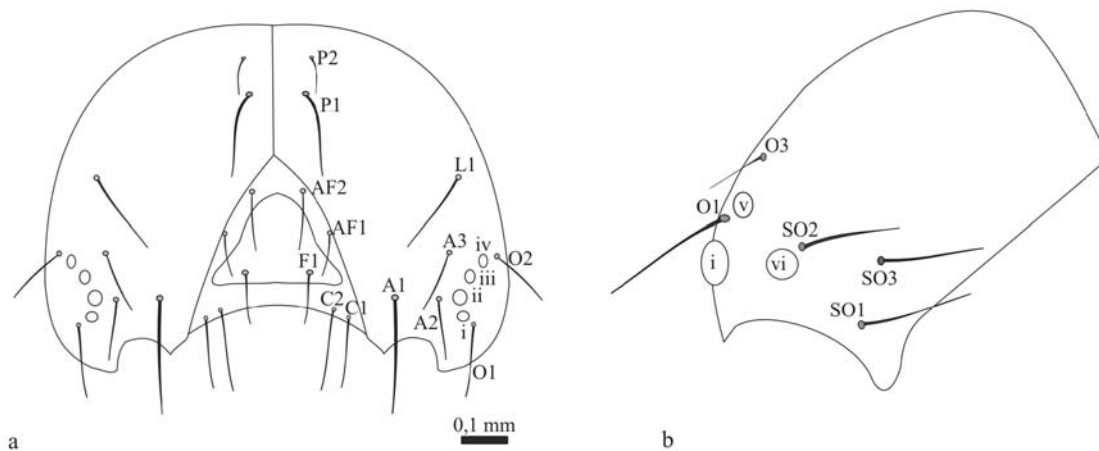 P2
P1
L1
AF2
AF1
A3
iv
O2
F1
iii
A1
ii
C2
C1
A2
i
O1
0,1 mm
a
O3
O1
v
SO2
i
vi
SO3
SO1
b